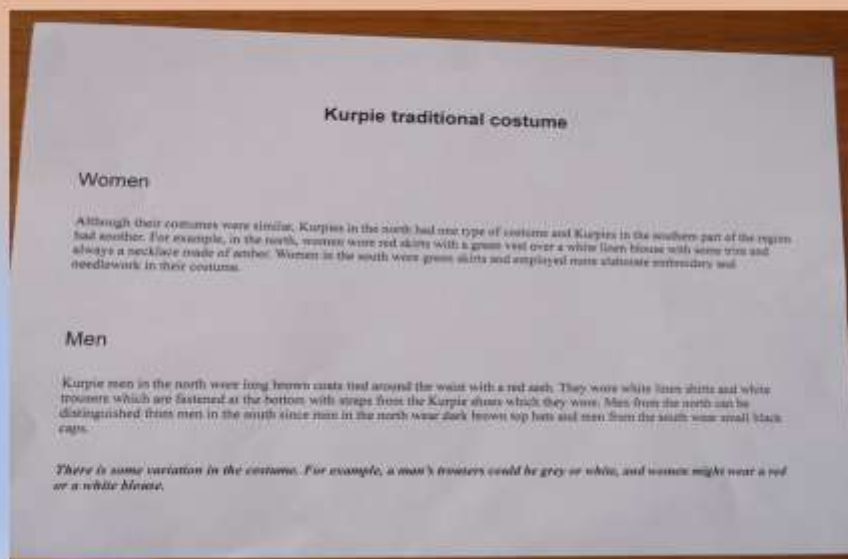 Kurpie traditional costume
Women
Although their costumes were similar, Kurpies in the north had one type of costume and Kurpies in the southern part of the region
had another. For example, in the north, women wore red skirts with a green vest over a white linen blouse with some trim and
always a necklace made of amber. Women in the south wore green skirts and employed more elaborate embroidery and
needlework in their costume.
Men
Kurpie men in the north wore long brown coats tied around the waist with a red sash. They wore white linen shirts and white
trousers which are fastened at the bottom with straps from the Kurpie shoes which they wore. Men from the north can be
distinguished from men in the south since men in the north wear dark brown top hats and men from the south wear small black
caps.
There is some variation in the costume. For example, a man's trousers could be grey or white, and women might wear a red
or a white blouse.